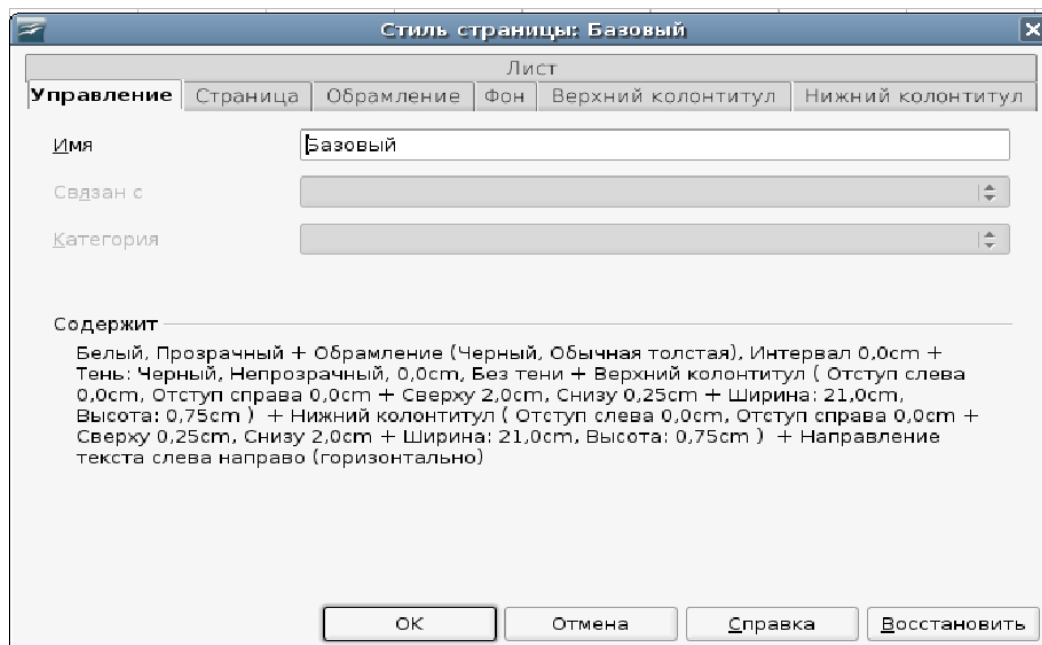 Стиль страницы: Базовый
Лист
Управление Страница Обрамление Фон Верхний колонтитул Нижний колонтитул
Имя Базовый
Связан с
Категория
Содержит
Белый, Прозрачный + Обрамление (Черный, Обычная толстая), Интервал 0,0cm +
Тень: Черный, Непрозрачный, 0,0cm, Без тени + Верхний колонтитул ( Отступ слева
0,0cm, Отступ справа 0,0cm + Сверху 2,0cm, Снизу 0,25cm + Ширина: 21,0cm,
Высота: 0,75cm ) + Нижний колонтитул ( Отступ слева 0,0cm, Отступ справа 0,0cm +
Сверху 0,25cm, Снизу 2,0cm + Ширина: 21,0cm, Высота: 0,75cm ) + Направление
текста слева направо (горизонтально)
OK Отмена Справка Восстановить